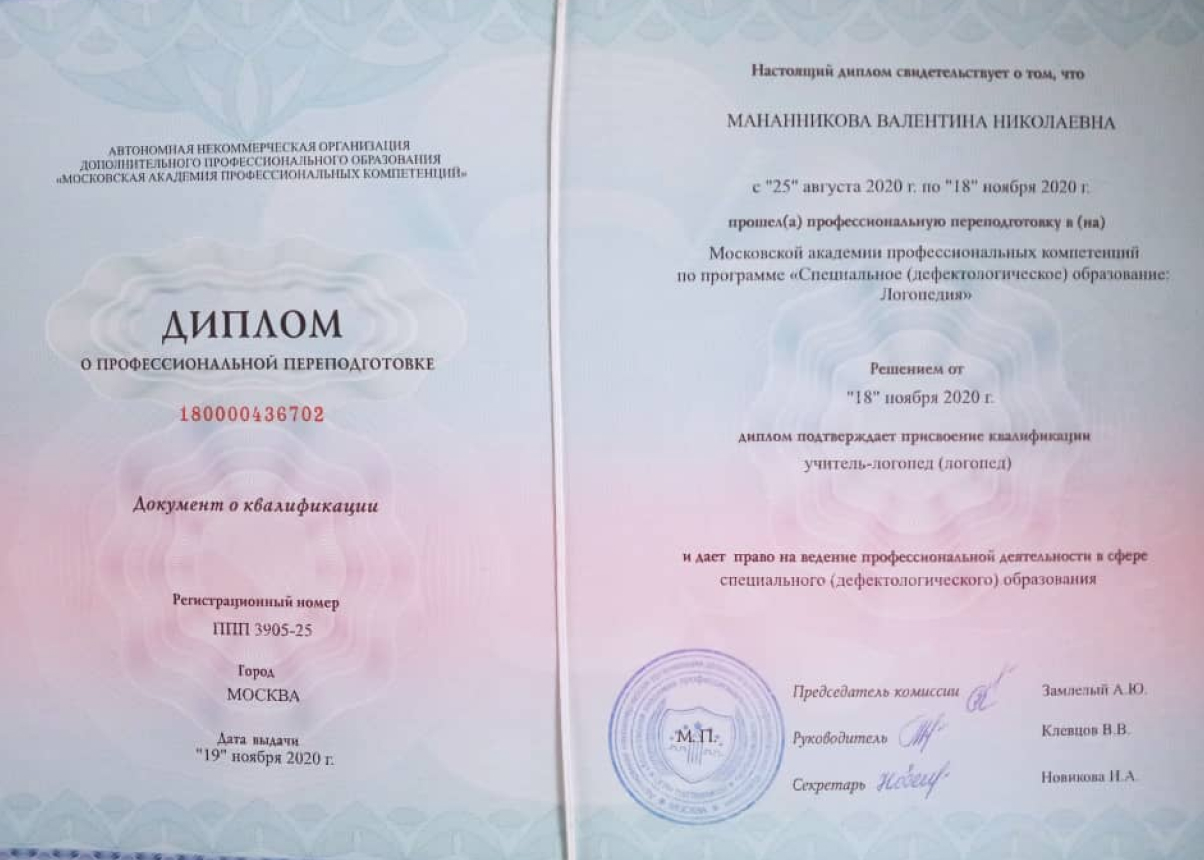 АВТОНОМНАЯ НЕКОММЕРЧЕСКАЯ ОРГАНИЗАЦИЯ
ДОПОЛНИТЕЛЬНОГО ПРОФЕССИОНАЛЬНОГО ОБРАЗОВАНИЯ
«МОСКОВСКАЯ АКАДЕМИЯ ПРОФЕССИОНАЛЬНЫХ КОМПЕТЕНЦИЙ»
ДИПЛОМ
О ПРОФЕССИОНАЛЬНОЙ ПЕРЕПОДГОТОВКЕ
180000436702
Документ о квалификации
Регистрационный номер
ППП 3905-25
Город
МОСКВА
Дата выдачи
"19" ноября 2020 г.
Настоящий диплом свидетельствует о том, что
МАНАННИКОВА ВАЛЕНТИНА НИКОЛАЕВНА
с "25" августа 2020 г. по "18" ноября 2020 г.
прошел(а) профессиональную переподготовку в (на)
Московской академии профессиональных компетенций
по программе «Специальное (дефектологическое) образование:
Логопедия»
Решением от
"18" ноября 2020 г.
диплом подтверждает присвоение квалификации
учитель-логопед (логопед)
и дает право на ведение профессиональной деятельности в сфере
специального (дефектологического) образования
М.П.
Председатель комиссии Замлелый А.Ю.
Руководитель Клевцов В.В.
Секретарь Новикова И.А.